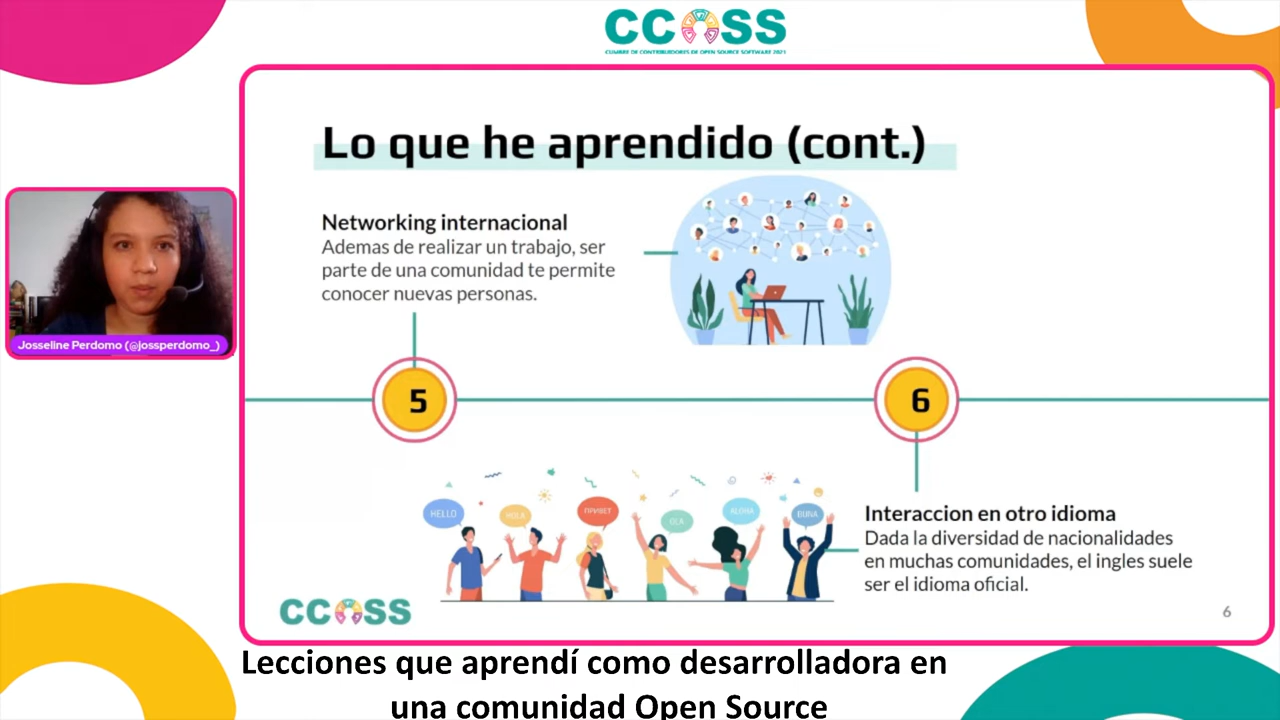 CCOSS
CUMBRE DE CONTRIBUIDORES DE OPEN SOURCE SOFTWARE 2021
Lo que he aprendido (cont.)
Networking internacional
Ademas de realizar un trabajo, ser
parte de una comunidad te permite
conocer nuevas personas.
Josseline Perdomo (@jossperdomo_)
5
6
HELLO
HOLA
ПРИВЕТ
OLA
ALOHA
BUNA
Interaccion en otro idioma
Dada la diversidad de nacionalidades
en muchas comunidades, el ingles suele
ser el idioma oficial.
CCOSS
6
Lecciones que aprendí como desarrolladora en
una comunidad Open Source